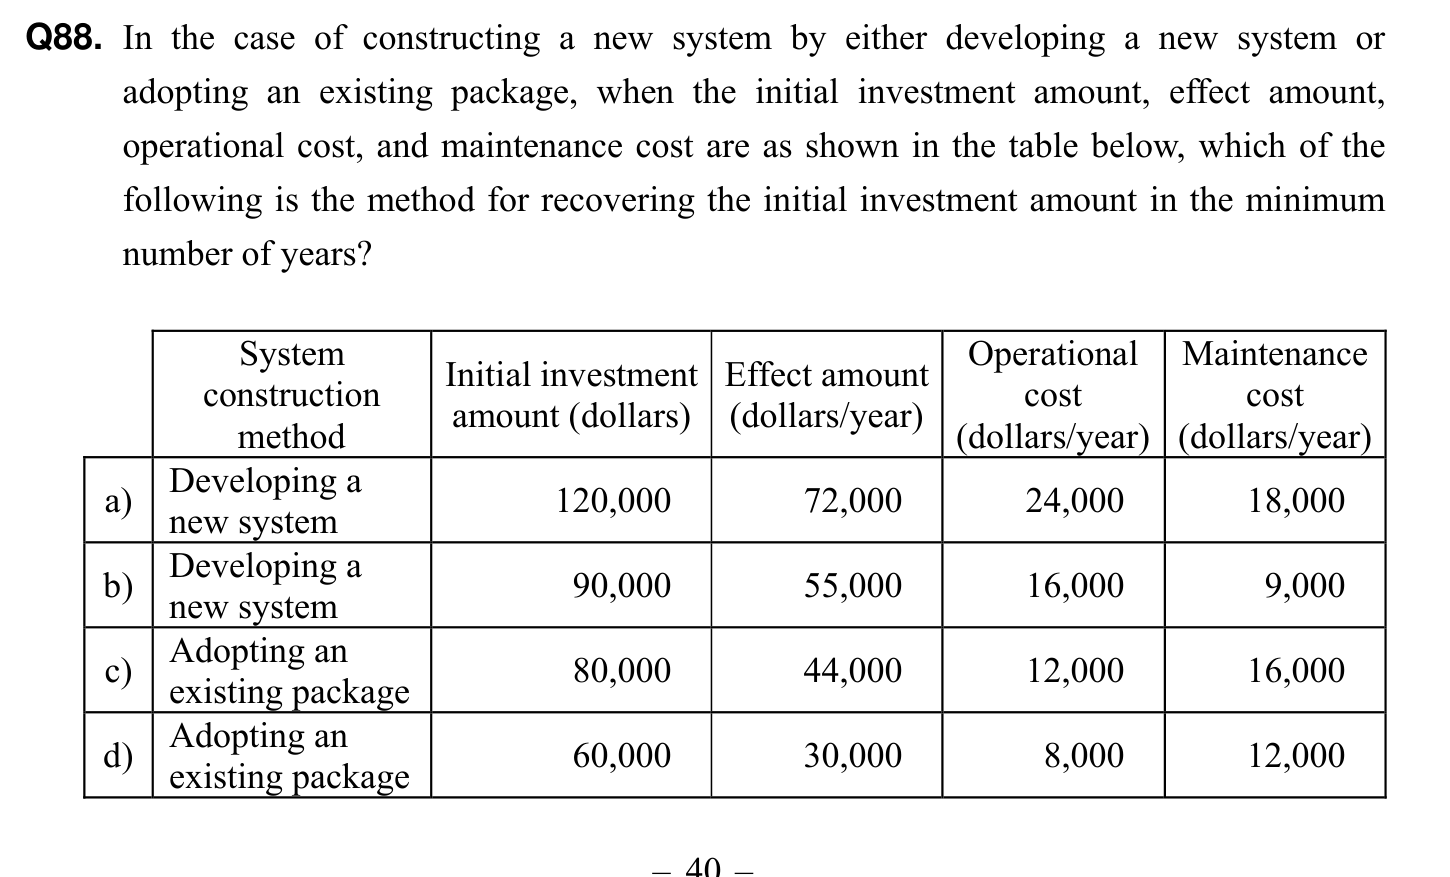 Q88. In the case of constructing a new system by either developing a new system or
adopting an existing package, when the initial investment amount, effect amount,
operational cost, and maintenance cost are as shown in the table below, which of the
following is the method for recovering the initial investment amount in the minimum
number of years?
System construction method | Initial investment amount (dollars) | Effect amount (dollars/year) | Operational cost (dollars/year) | Maintenance cost (dollars/year)
a) Developing a new system 120,000 72,000 24,000 18,000
b) Developing a new system 90,000 55,000 16,000 9,000
c) Adopting an existing package 80,000 44,000 12,000 16,000
d) Adopting an existing package 60,000 30,000 8,000 12,000
– 40 –